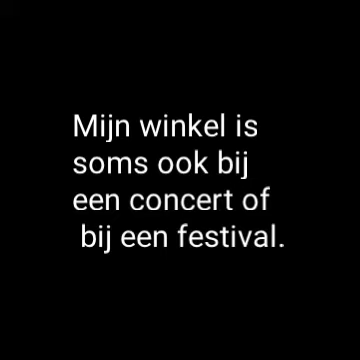 Mijn winkel is
soms ook bij
een concert of
bij een festival.